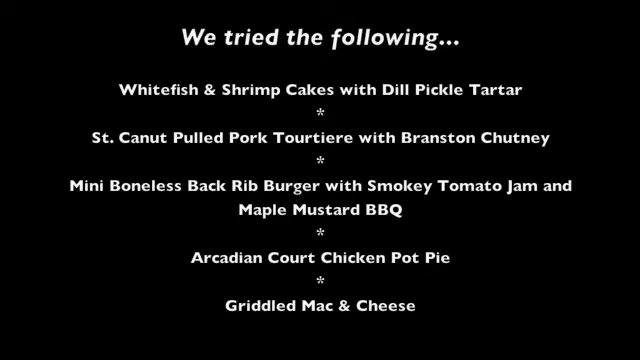 We tried the following...
Whitefish & Shrimp Cakes with Dill Pickle Tartar
*
St. Canut Pulled Pork Tourtiere with Branston Chutney
*
Mini Boneless Back Rib Burger with Smokey Tomato Jam and
Maple Mustard BBQ
*
Arcadian Court Chicken Pot Pie
*
Griddled Mac & Cheese